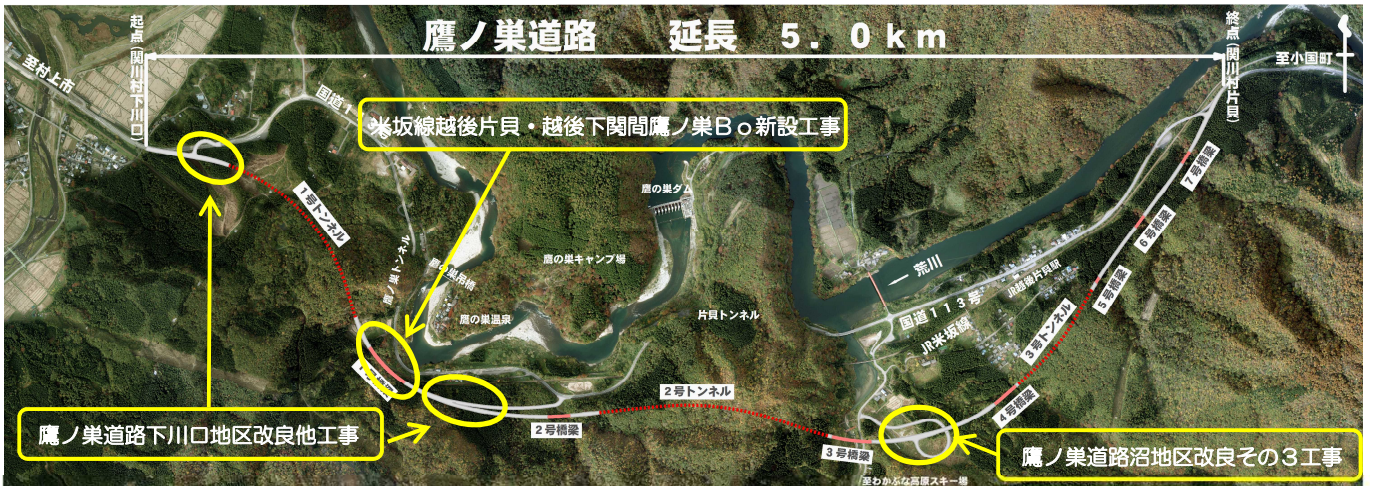 鷹ノ巣道路　延長　５．０ｋｍ
起点(関川村下川口)
終点(関川村片貝)
至村上市
至小国町
国道１
米坂線越後片貝・越後下関間鷹ノ巣Ｂｏ新設工事
1号トンネル
鷹ノ巣トンネル
鷹の巣吊橋
鷹の巣温泉
鷹の巣キャンプ場
鷹の巣ダム
片貝トンネル
荒川
国道１１３号
JR米坂線
JR越後片貝駅
7号橋梁
6号橋梁
5号橋梁
3号トンネル
4号橋梁
2号トンネル
2号橋梁
3号橋梁
至わかぶな高原スキー場
鷹ノ巣道路下川口地区改良他工事
鷹ノ巣道路沼地区改良その３工事